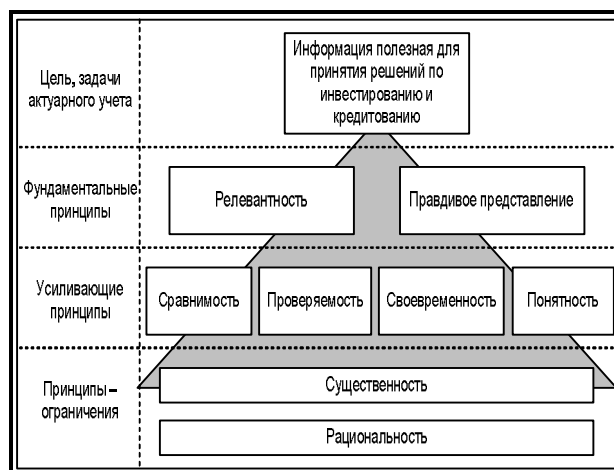 Цель, задачи
актуарного учета
Информация полезная для
принятия решений по
инвестированию и
кредитованию
Фундаментальные
принципы
Релевантность
Правдивое представление
Усиливающие
принципы
Сравнимость
Проверяемость
Своевременность
Понятность
Принципы –
ограничения
Существенность
Рациональность